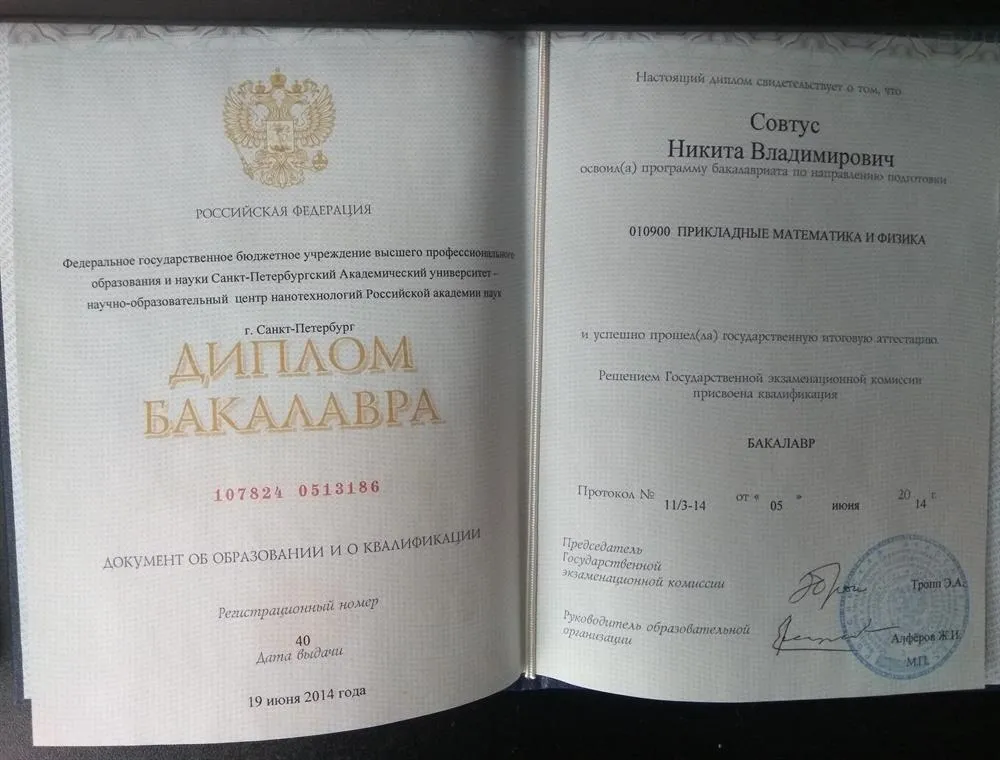 РОССИЙСКАЯ ФЕДЕРАЦИЯ
Федеральное государственное бюджетное учреждение высшего профессионального
образования и науки Санкт-Петербургский Академический университет –
научно-образовательный центр нанотехнологий Российской академии наук
г. Санкт-Петербург
ДИПЛОМ
БАКАЛАВРА
107824 0513186
ДОКУМЕНТ ОБ ОБРАЗОВАНИИ И О КВАЛИФИКАЦИИ
Регистрационный номер
40
Дата выдачи
19 июня 2014 года
Настоящий диплом свидетельствует о том, что
Совтус
Никита Владимирович
освоил(а) программу бакалавриата по направлению подготовки
010900 ПРИКЛАДНЫЕ МАТЕМАТИКА И ФИЗИКА
и успешно прошел(ла) государственную итоговую аттестацию.
Решением Государственной экзаменационной комиссии
присвоена квалификация
БАКАЛАВР
Протокол № 11/3-14 от « 05 » июня 20 14 г.
Председатель
Государственной
экзаменационной комиссии
Тропп Э.А.
Руководитель образовательной
организации
Алфёров Ж.И.
М.П.